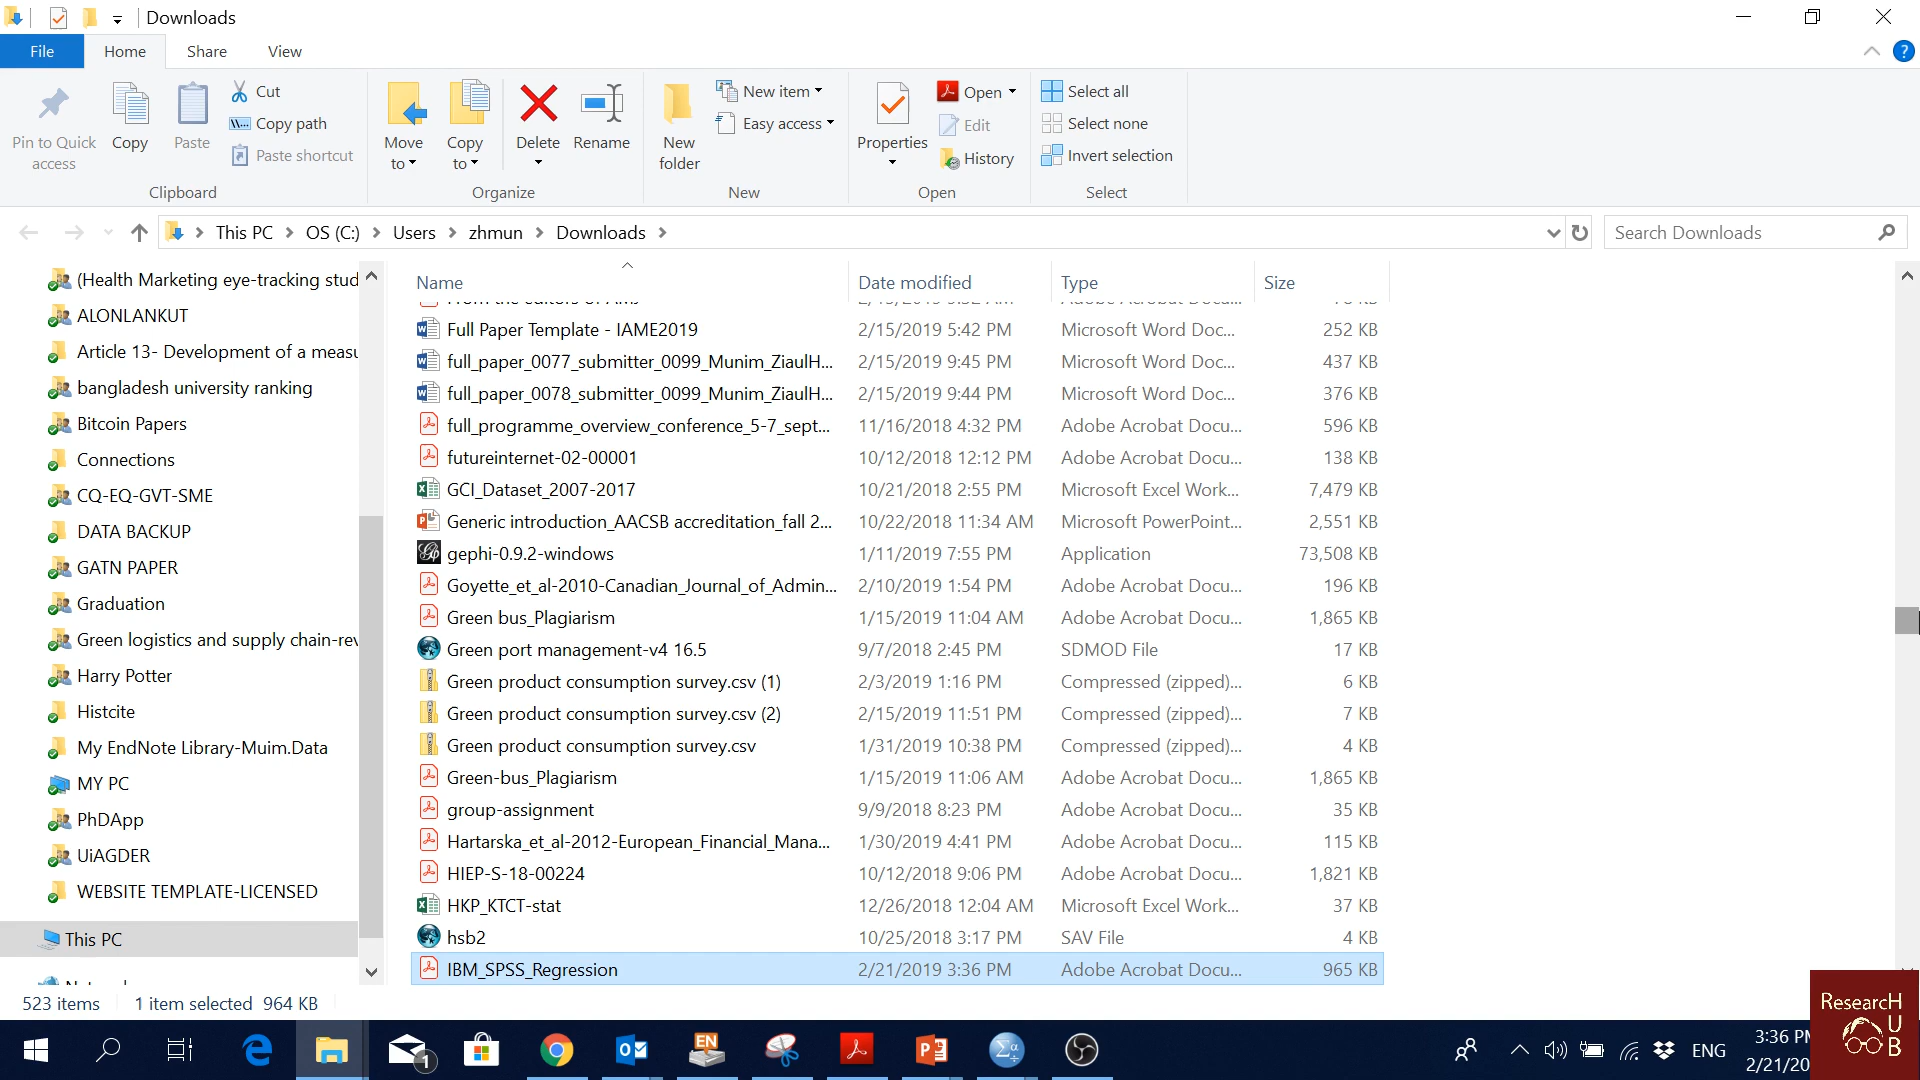 Downloads
File Home Share View
Pin to Quick access
Copy
Paste
Cut
Copy path
Paste shortcut
Clipboard
Move to
Copy to
Delete
Rename
Organize
New folder
New item
Easy access
New
Properties
Open
Edit
History
Open
Select all
Select none
Invert selection
Select
This PC OS (C:) Users zhmun Downloads
Search Downloads
(Health Marketing eye-tracking stud
ALONLANKUT
Article 13- Development of a measu
bangladesh university ranking
Bitcoin Papers
Connections
CQ-EQ-GVT-SME
DATA BACKUP
GATN PAPER
Graduation
Green logistics and supply chain-rev
Harry Potter
Histcite
My EndNote Library-Muim.Data
MY PC
PhDApp
UiAGDER
WEBSITE TEMPLATE-LICENSED
This PC
Name Date modified Type Size
Full Paper Template - IAME2019 2/15/2019 5:42 PM Microsoft Word Doc... 252 KB
full_paper_0077_submitter_0099_Munim_ZiaulH... 2/15/2019 9:45 PM Microsoft Word Doc... 437 KB
full_paper_0078_submitter_0099_Munim_ZiaulH... 2/15/2019 9:44 PM Microsoft Word Doc... 376 KB
full_programme_overview_conference_5-7_sept... 11/16/2018 4:32 PM Adobe Acrobat Docu... 596 KB
futureinternet-02-00001 10/12/2018 12:12 PM Adobe Acrobat Docu... 138 KB
GCI_Dataset_2007-2017 10/21/2018 2:55 PM Microsoft Excel Work... 7,479 KB
Generic introduction_AACSB accreditation_fall 2... 10/22/2018 11:34 AM Microsoft PowerPoint... 2,551 KB
gephi-0.9.2-windows 1/11/2019 7:55 PM Application 73,508 KB
Goyette_et_al-2010-Canadian_Journal_of_Admin... 2/10/2019 1:54 PM Adobe Acrobat Docu... 196 KB
Green bus_Plagiarism 1/15/2019 11:04 AM Adobe Acrobat Docu... 1,865 KB
Green port management-v4 16.5 9/7/2018 2:45 PM SDMOD File 17 KB
Green product consumption survey.csv (1) 2/3/2019 1:16 PM Compressed (zipped)... 6 KB
Green product consumption survey.csv (2) 2/15/2019 11:51 PM Compressed (zipped)... 7 KB
Green product consumption survey.csv 1/31/2019 10:38 PM Compressed (zipped)... 4 KB
Green-bus_Plagiarism 1/15/2019 11:06 AM Adobe Acrobat Docu... 1,865 KB
group-assignment 9/9/2018 8:23 PM Adobe Acrobat Docu... 35 KB
Hartarska_et_al-2012-European_Financial_Mana... 1/30/2019 4:41 PM Adobe Acrobat Docu... 115 KB
HIEP-S-18-00224 10/12/2018 9:06 PM Adobe Acrobat Docu... 1,821 KB
HKP_KTCT-stat 12/26/2018 12:04 AM Microsoft Excel Work... 37 KB
hsb2 10/25/2018 3:17 PM SAV File 4 KB
IBM_SPSS_Regression 2/21/2019 3:36 PM Adobe Acrobat Docu... 965 KB
523 items 1 item selected 964 KB
ResearcH
U
B
1
EN
ENG
3:36 PM
2/21/20